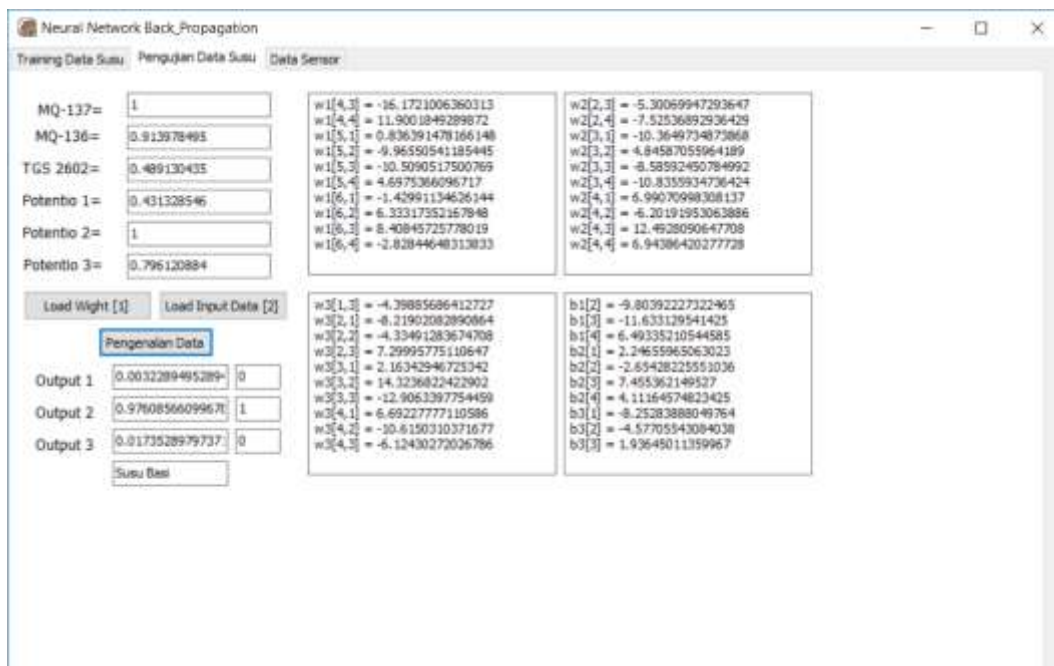 Neural Network Back_Propagation
Training Data Susu Pengujian Data Susu Data Sensor
MQ-137= 1
MQ-136= 0.913978495
TGS 2602= 0.489130435
Potentio 1= 0.431328546
Potentio 2= 1
Potentio 3= 0.796120884
Load Wight [1] Load Input Data [2]
Pengenalan Data
Output 1 0.0032289495289 0
Output 2 0.976085660996 1
Output 3 0.0173528979737 0
Susu Basi
w1[4,3] = -16.1721006360313
w1[4,4] = 11.9001849289872
w1[5,1] = 0.836391478166148
w1[5,2] = -9.96550541185445
w1[5,3] = -10.5090517500769
w1[5,4] = 4.6975366096717
w1[6,1] = -1.42991134626144
w1[6,2] = 6.33317352167848
w1[6,3] = 8.40845725778019
w1[6,4] = -2.82844648313833
w2[2,3] = -5.30069947293647
w2[2,4] = -7.52536892936429
w2[3,1] = -10.3649734873868
w2[3,2] = 4.84587055964189
w2[3,3] = -8.58592450784992
w2[3,4] = -10.8355934736424
w2[4,1] = 6.99070998308137
w2[4,2] = -6.20191953063886
w2[4,3] = 12.4928090647708
w2[4,4] = 6.94386420277728
w3[1,3] = -4.39885686412727
w3[2,1] = -8.21902082890864
w3[2,2] = -4.33491283674708
w3[2,3] = 7.29995775110647
w3[3,1] = 2.16342946725342
w3[3,2] = 14.3236822422902
w3[3,3] = -12.9063397754459
w3[4,1] = 6.69227777110586
w3[4,2] = -10.6150310371677
w3[4,3] = -6.12430272026786
b1[2] = -9.80392227322465
b1[3] = -11.633129541425
b1[4] = 6.49335210544585
b2[1] = 2.24655965063023
b2[2] = -2.65428225551036
b2[3] = 7.455362149527
b2[4] = 4.11164574823425
b3[1] = -8.25283888049764
b3[2] = -4.57705543084038
b3[3] = 1.93645011359967